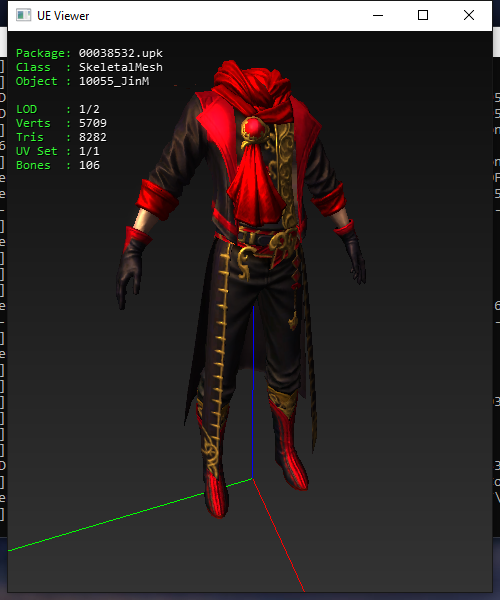 UE Viewer
Package: 00038532.upk
Class : SkeletalMesh
Object : 10055_JinM
LOD : 1/2
Verts : 5709
Tris : 8282
UV Set : 1/1
Bones : 106